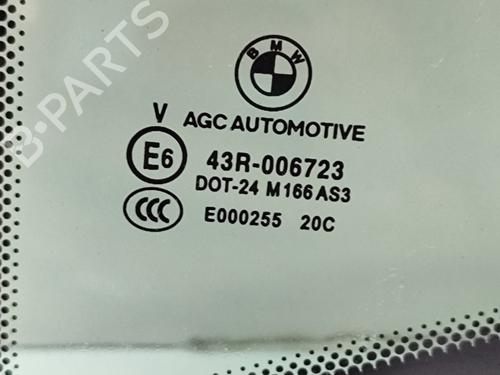 BMW
V AGC AUTOMOTIVE
E6 43R-006723
DOT-24 M166 AS3
CCC E000255 20C
B-PARTS